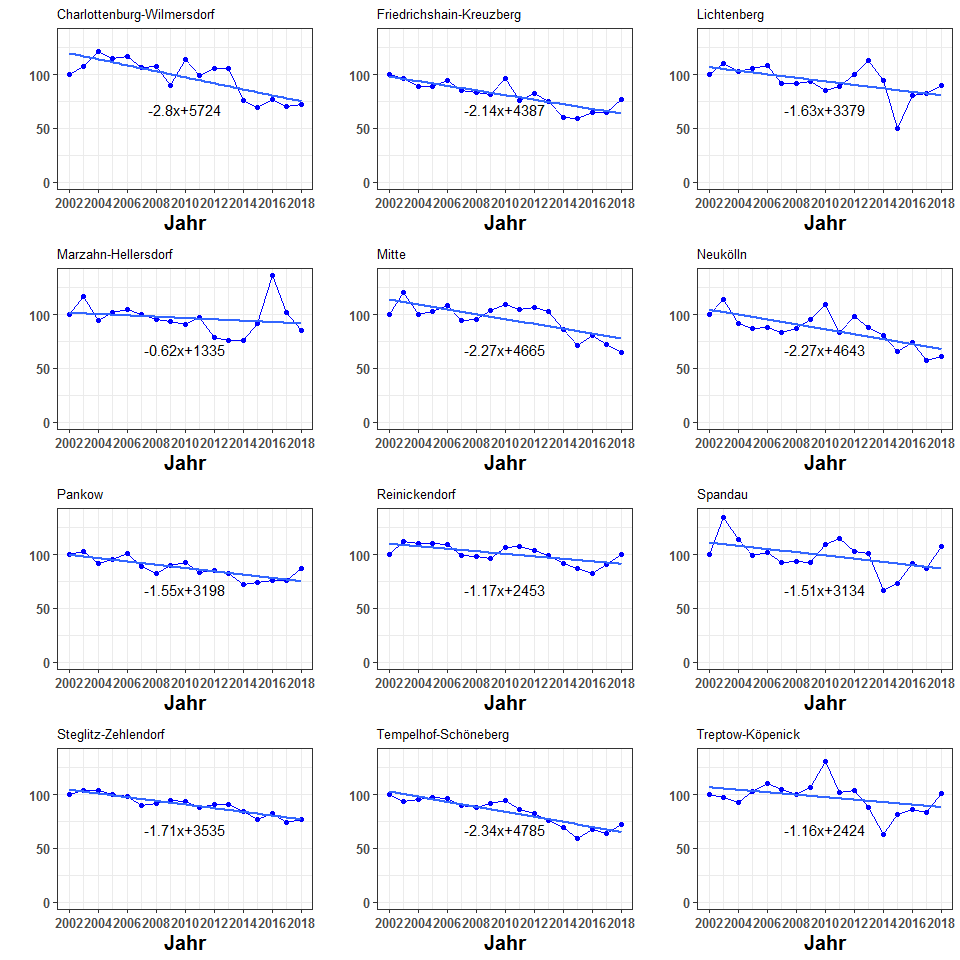 Charlottenburg-Wilmersdorf
100
50
0
-2.8x+5724
2002 2004 2006 2008 2010 2012 2014 2016 2018
Jahr
Friedrichshain-Kreuzberg
100
50
0
-2.14x+4387
2002 2004 2006 2008 2010 2012 2014 2016 2018
Jahr
Lichtenberg
100
50
0
-1.63x+3379
2002 2004 2006 2008 2010 2012 2014 2016 2018
Jahr
Marzahn-Hellersdorf
100
50
0
-0.62x+1335
2002 2004 2006 2008 2010 2012 2014 2016 2018
Jahr
Mitte
100
50
0
-2.27x+4665
2002 2004 2006 2008 2010 2012 2014 2016 2018
Jahr
Neukölln
100
50
0
-2.27x+4643
2002 2004 2006 2008 2010 2012 2014 2016 2018
Jahr
Pankow
100
50
0
-1.55x+3198
2002 2004 2006 2008 2010 2012 2014 2016 2018
Jahr
Reinickendorf
100
50
0
-1.17x+2453
2002 2004 2006 2008 2010 2012 2014 2016 2018
Jahr
Spandau
100
50
0
-1.51x+3134
2002 2004 2006 2008 2010 2012 2014 2016 2018
Jahr
Steglitz-Zehlendorf
100
50
0
-1.71x+3535
2002 2004 2006 2008 2010 2012 2014 2016 2018
Jahr
Tempelhof-Schöneberg
100
50
0
-2.34x+4785
2002 2004 2006 2008 2010 2012 2014 2016 2018
Jahr
Treptow-Köpenick
100
50
0
-1.16x+2424
2002 2004 2006 2008 2010 2012 2014 2016 2018
Jahr